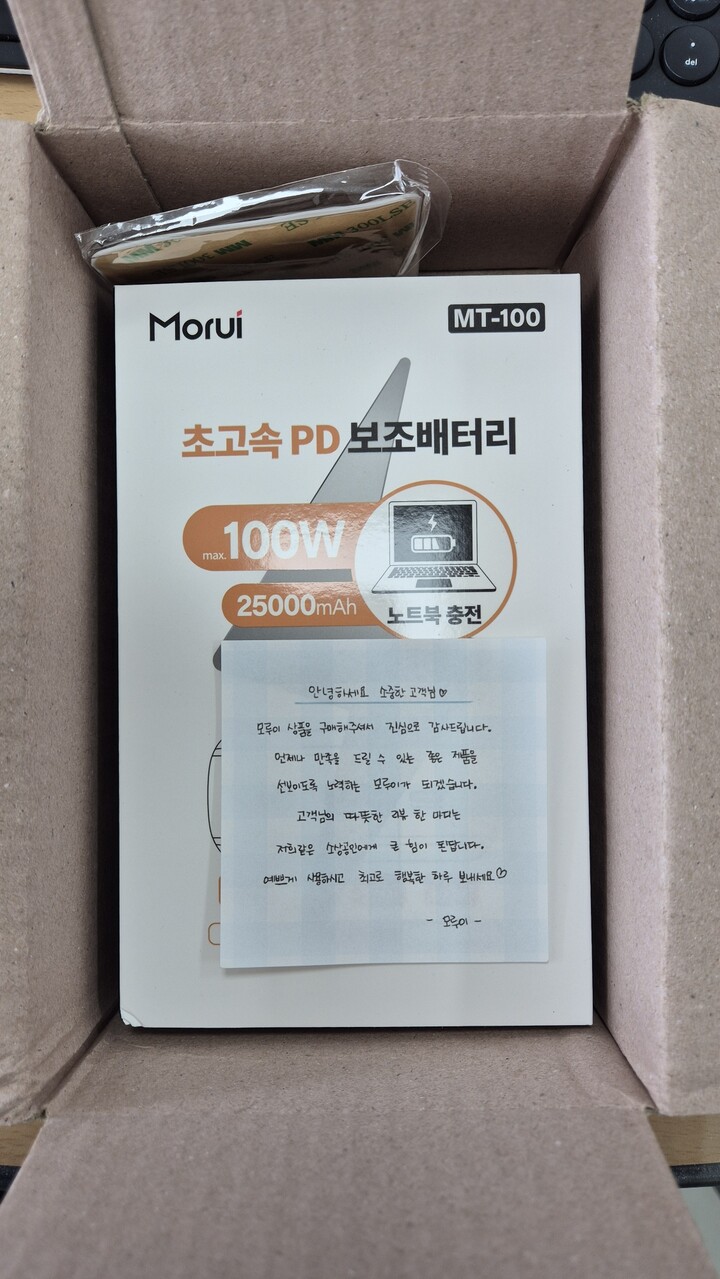 del
300LSE
Morui
MT-100
초고속 PD 보조배터리
max. 100W
25000mAh
노트북 충전
안녕하세요 소중한 고객님♡
모루이 상품을 구매해주셔서 진심으로 감사드립니다.
언제나 만족을 드릴 수 있는 좋은 제품을
선보이도록 노력하는 모루이가 되겠습니다.
고객님의 따뜻한 리뷰 한 마디는
저희같은 소상공인에게 큰 힘이 된답니다.
예쁘게 사용하시고 최고로 행복한 하루 보내세요♡
- 모루이 -